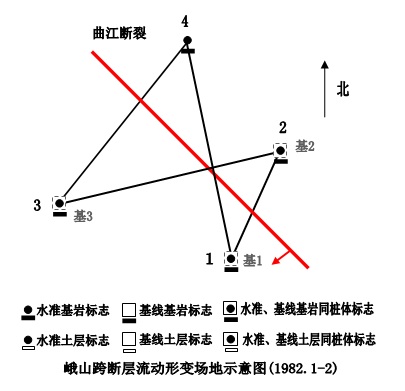 4
曲江断裂
北
2
基2
3
基3
1
基1
水准基岩标志 基线基岩标志 水准、基线基岩同桩体标志
水准土层标志 基线土层标志 水准、基线土层同桩体标志
峨山跨断层流动形变场地示意图(1982.1-2)